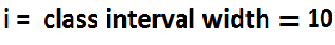 i = class interval width = 10